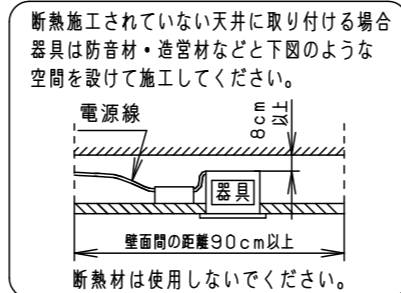 断熱施工されていない天井に取り付ける場合
器具は防音材・造営材などと下図のような
空間を設けて施工してください。
電源線
8cm
以上
器具
壁面間の距離90cm以上
断熱材は使用しないでください。